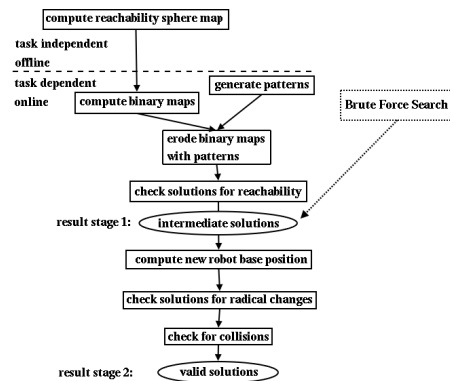 compute reachability sphere map
task independent
offline
task dependent
online
generate patterns
compute binary maps
Brute Force Search
erode binary maps
with patterns
check solutions for reachability
result stage 1:
intermediate solutions
compute new robot base position
check solutions for radical changes
check for collisions
result stage 2:
valid solutions